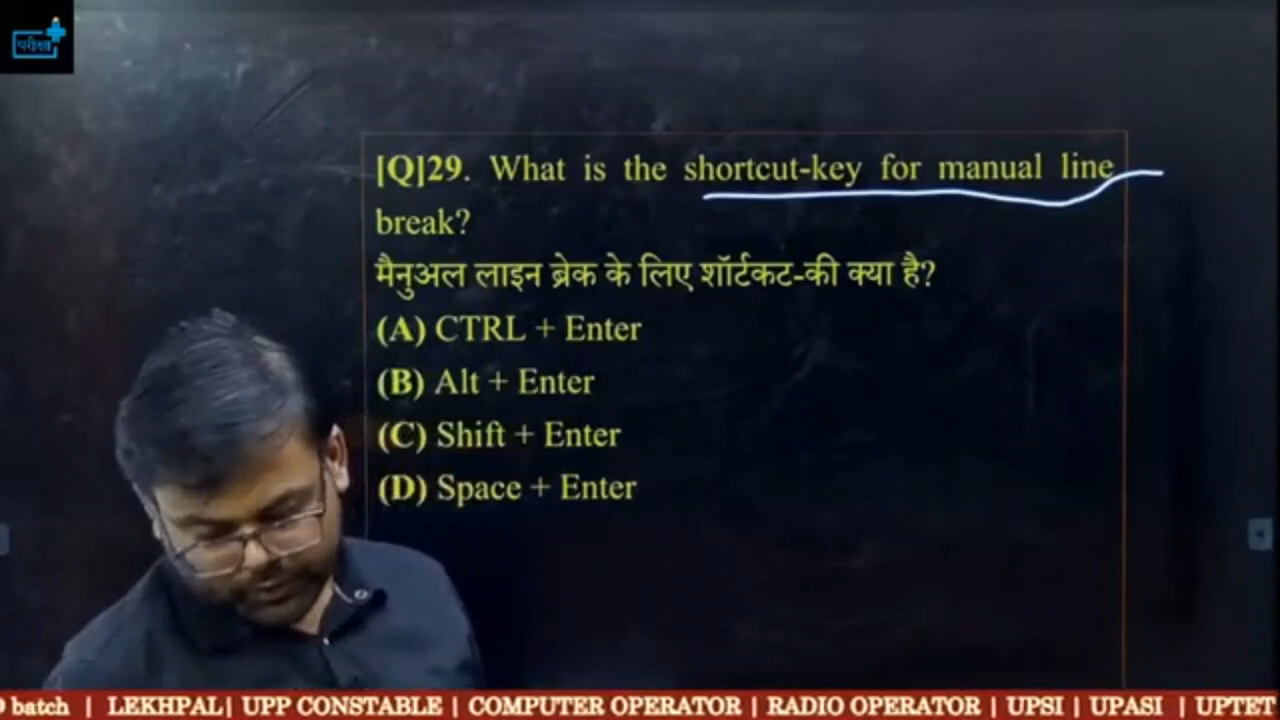 परीक्षा
[Q]29. What is the shortcut-key for manual line
break?
मैनुअल लाइन ब्रेक के लिए शॉर्टकट-की क्या है?
(A) CTRL + Enter
(B) Alt + Enter
(C) Shift + Enter
(D) Space + Enter
batch | LEKHPAL| UPP CONSTABLE | COMPUTER OPERATOR | RADIO OPERATOR | UPSI | UPASI | UPTET